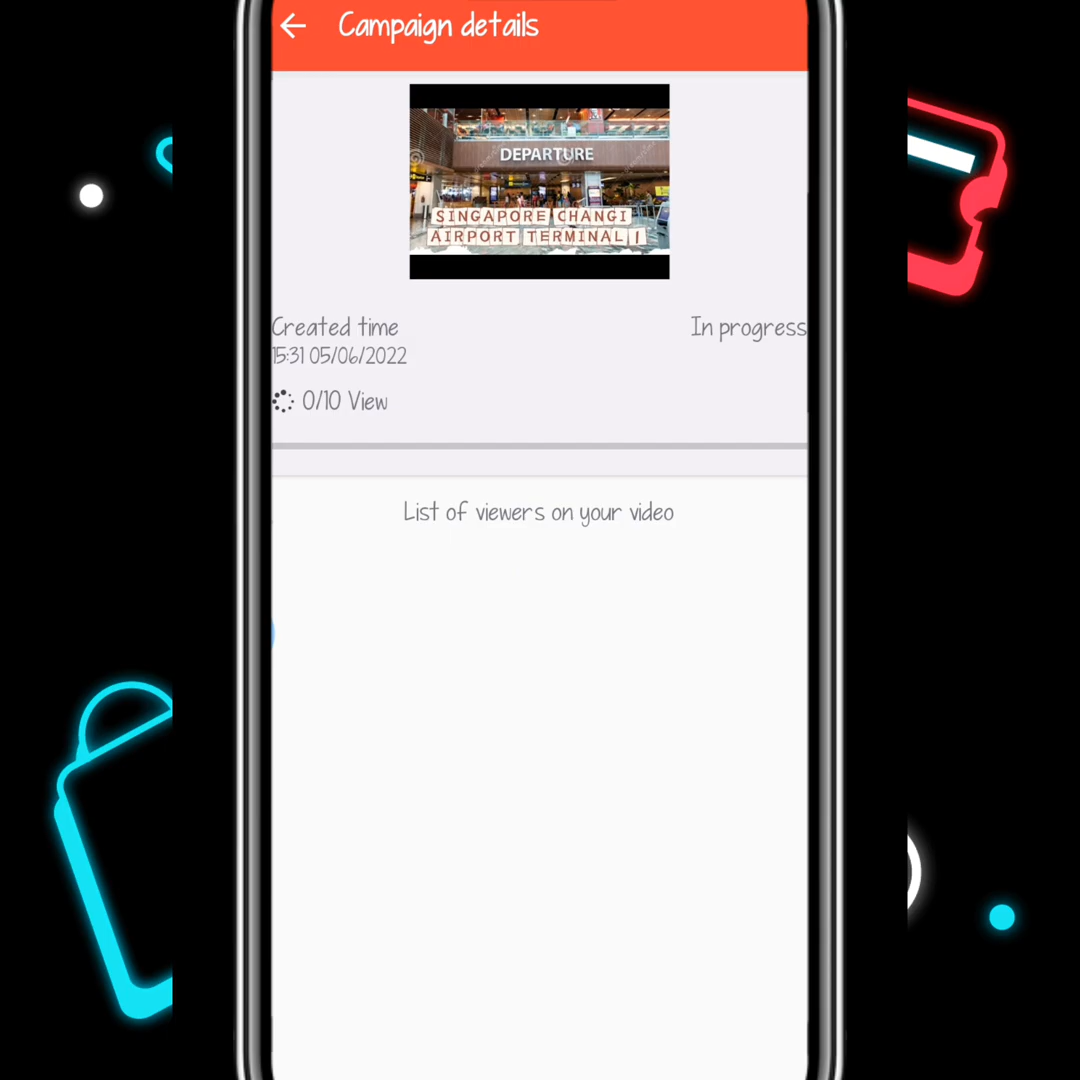 Campaign details
DEPARTURE
SINGAPORE CHANGI
AIRPORT TERMINAL 1
Created time
In progress
15:31 05/06/2022
0/10 View
List of viewers on your video